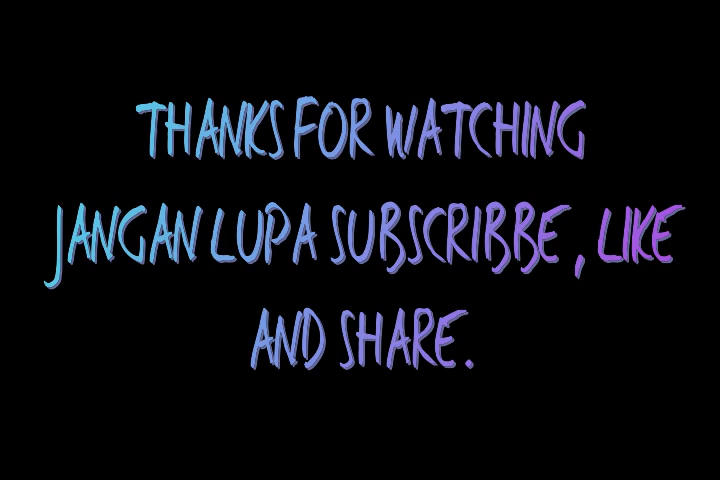 THANKS FOR WATCHING
JANGAN LUPA SUBSCRIBBE , LIKE
AND SHARE.